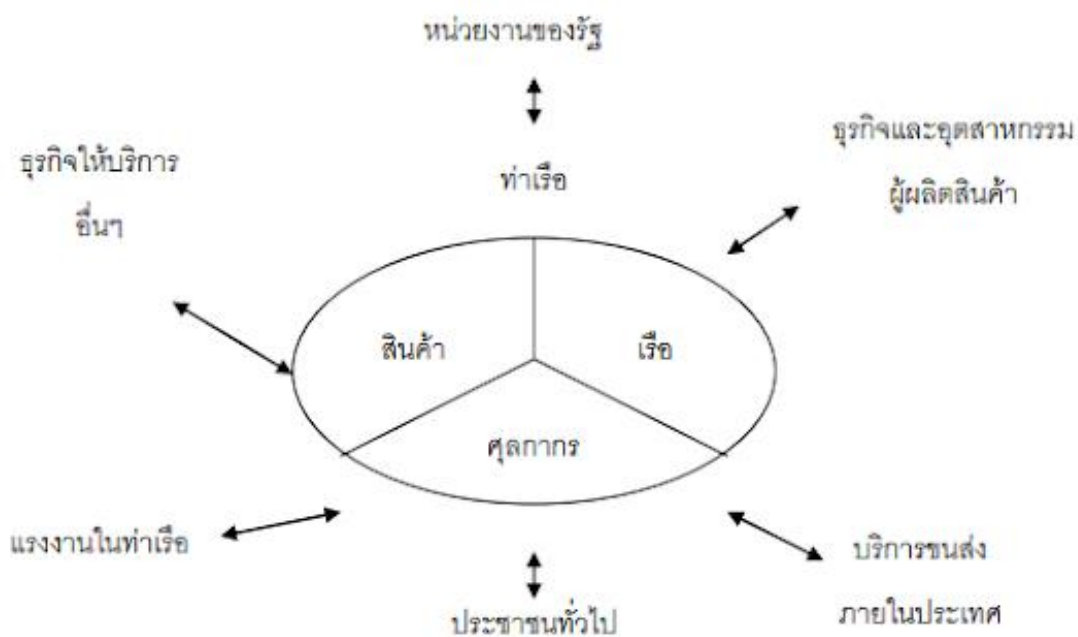 หน่วยงานของรัฐ
ธุรกิจและอุตสาหกรรม
ผู้ผลิตสินค้า
ธุรกิจให้บริการ
อื่นๆ
ท่าเรือ
สินค้า
เรือ
ศุลกากร
แรงงานในท่าเรือ
บริการขนส่ง
ภายในประเทศ
ประชาชนทั่วไป